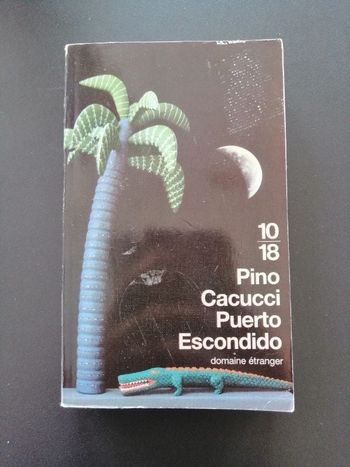 10
18
Pino
Cacucci
Puerto
Escondido
domaine étranger